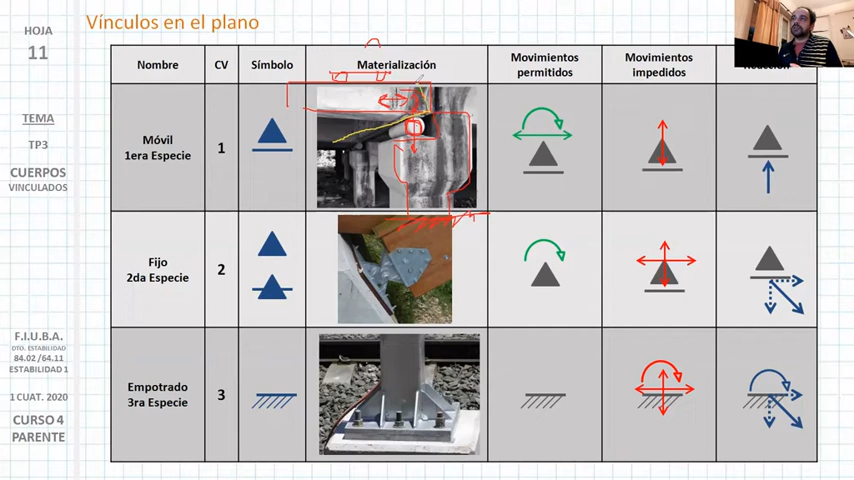 Vínculos en el plano
HOJA
11
TEMA
TP3
CUERPOS
VINCULADOS
F.I.U.B.A.
DTO. ESTABILIDAD
84.02 /64.11
ESTABILIDAD 1
1 CUAT. 2020
CURSO 4
PARENTE
Nombre CV Símbolo Materialización Movimientos permitidos Movimientos impedidos
Móvil
1era Especie
1
Fijo
2da Especie
2
Empotrado
3ra Especie
3